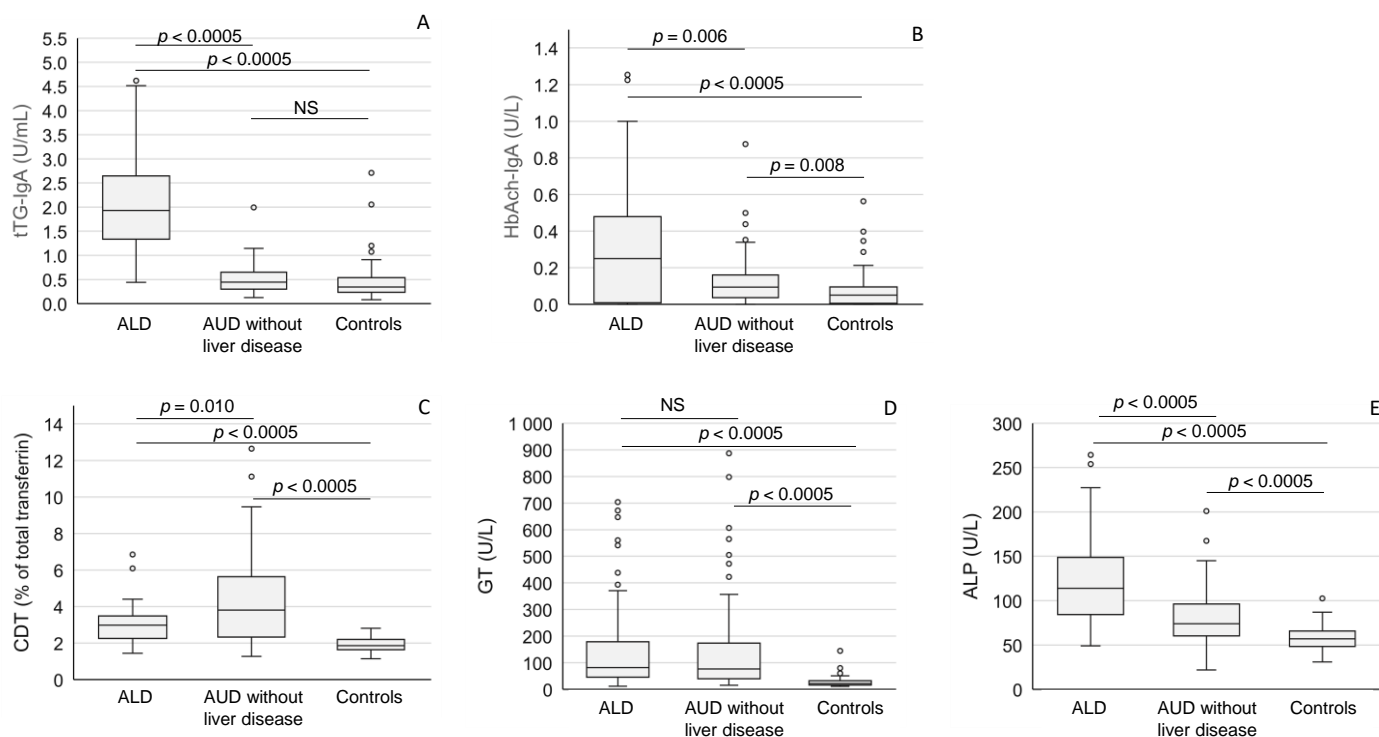 A
p < 0.0005
p < 0.0005
NS
tTG-IgA (U/mL)
5.5
5.0
4.5
4.0
3.5
3.0
2.5
2.0
1.5
1.0
0.5
0.0
ALD
AUD without
liver disease
Controls
B
p = 0.006
p < 0.0005
p = 0.008
HbAch-IgA (U/L)
1.4
1.2
1.0
0.8
0.6
0.4
0.2
0.0
ALD
AUD without
liver disease
Controls
C
p = 0.010
p < 0.0005
p < 0.0005
CDT (% of total transferrin)
14
12
10
8
6
4
2
0
ALD
AUD without
liver disease
Controls
D
NS
p < 0.0005
p < 0.0005
GT (U/L)
1 000
900
800
700
600
500
400
300
200
100
0
ALD
AUD without
liver disease
Controls
E
p < 0.0005
p < 0.0005
p < 0.0005
ALP (U/L)
300
250
200
150
100
50
0
ALD
AUD without
liver disease
Controls